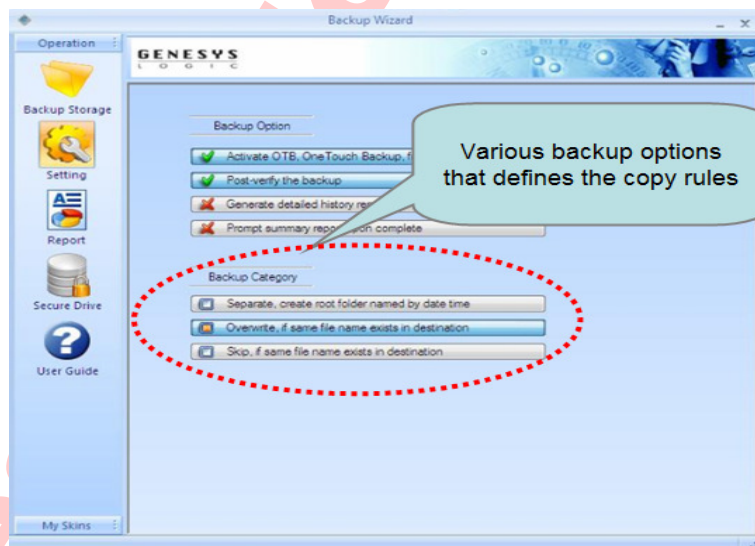 Backup Wizard
Operation
GENESYS
LOGIC
Backup Storage
Setting
Report
Secure Drive
User Guide
My Skins
Backup Option
Activate OTB, OneTouch Backup,
Post-verify the backup
Generate detailed history
Prompt summary complete
Various backup options
that defines the copy rules
Backup Category
Separate, create root folder named by date time
Overwrite, if same file name exists in destination
Skip, if same file name exists in destination